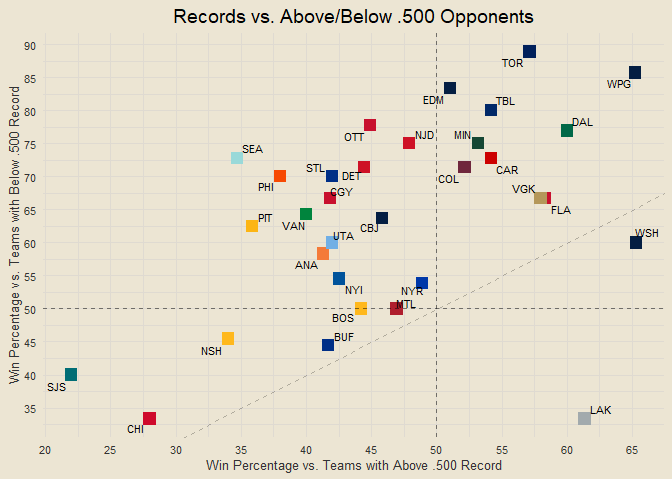 Records vs. Above/Below .500 Opponents
Win Percentage vs. Teams with Below .500 Record
90
85
80
75
70
65
60
55
50
45
40
35
TOR
WPG
EDM
TBL
DAL
OTT
NJD
MIN
SEA
STL
DET
COL
CAR
PHI
CGY
VGK
FLA
PIT
VAN
CBJ
UTA
WSH
ANA
NYI
NYR
MTL
BOS
BUF
NSH
SJS
CHI
LAK
20 25 30 35 40 45 50 55 60 65
Win Percentage vs. Teams with Above .500 Record